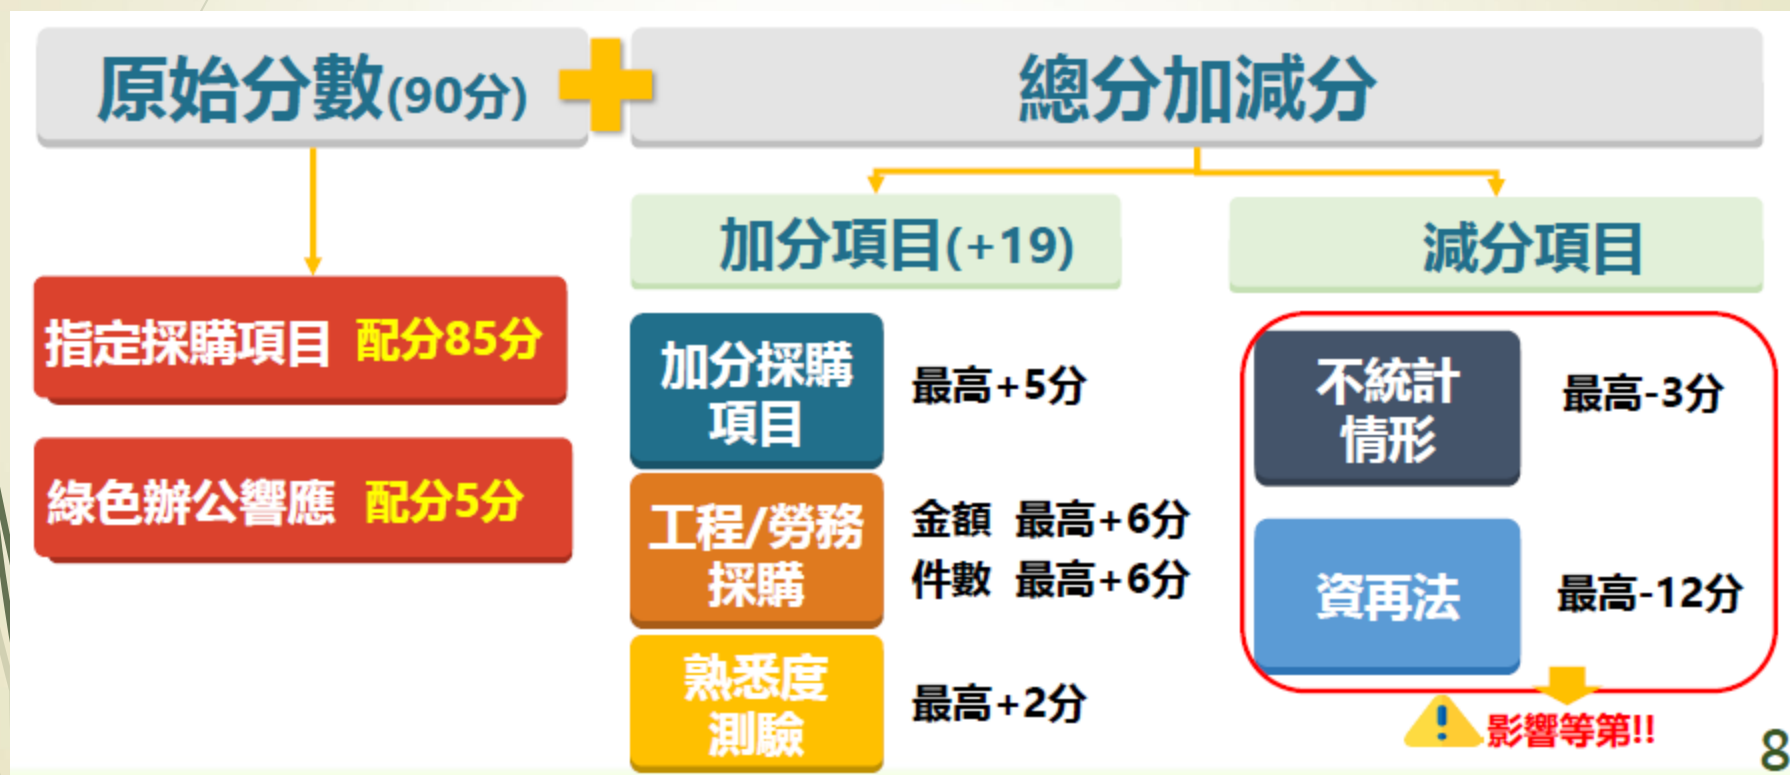 原始分數(90分)
總分加減分
指定採購項目 配分85分
綠色辦公響應 配分5分
加分項目(+19)
加分採購
項目
最高+5分
工程/勞務
採購
金額 最高+6分
件數 最高+6分
熟悉度
測驗
最高+2分
減分項目
不統計
情形
最高-3分
資再法
最高-12分
影響等第!!
8